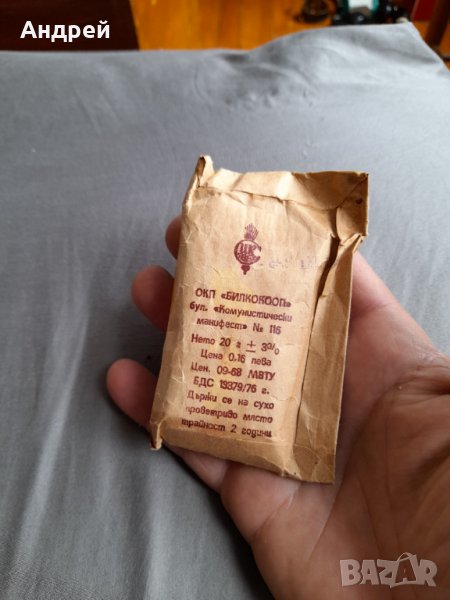 Андрей
ОКП «БИЛКОКООП»
бул. «Комунистически
манифест» № 116
Нето 20 г ± 3%
Цена 0,16 лева
Цен. 09-68 МВТУ
БДС 13379/76 г.
Държи се на сухо
проветриво място
трайност 2 години
BAZAR